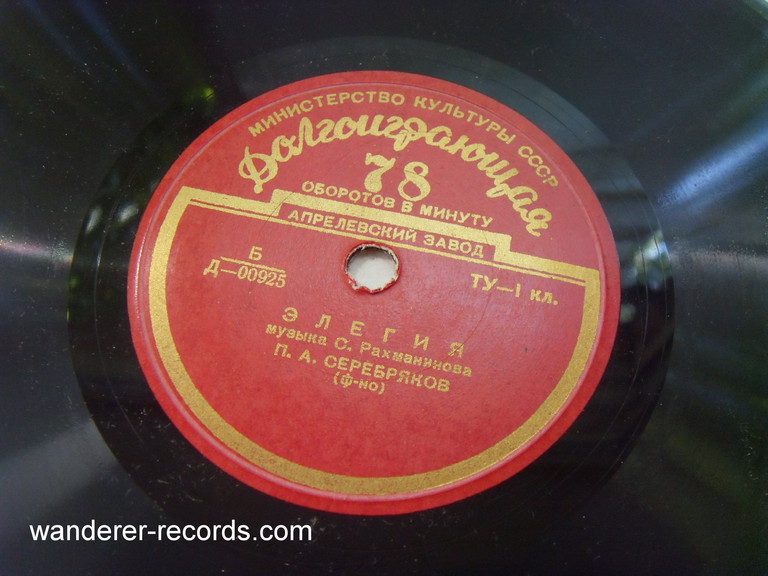 МИНИСТЕРСТВО КУЛЬТУРЫ СССР
Долгоиграющая
78
ОБОРОТОВ В МИНУТУ
АПРЕЛЕВСКИЙ ЗАВОД
Б
Д—00925
ТУ—1 кл.
ЭЛЕГИЯ
музыка С. Рахманинова
П. А. СЕРЕБРЯКОВ
(ф-но)
wanderer-records.com